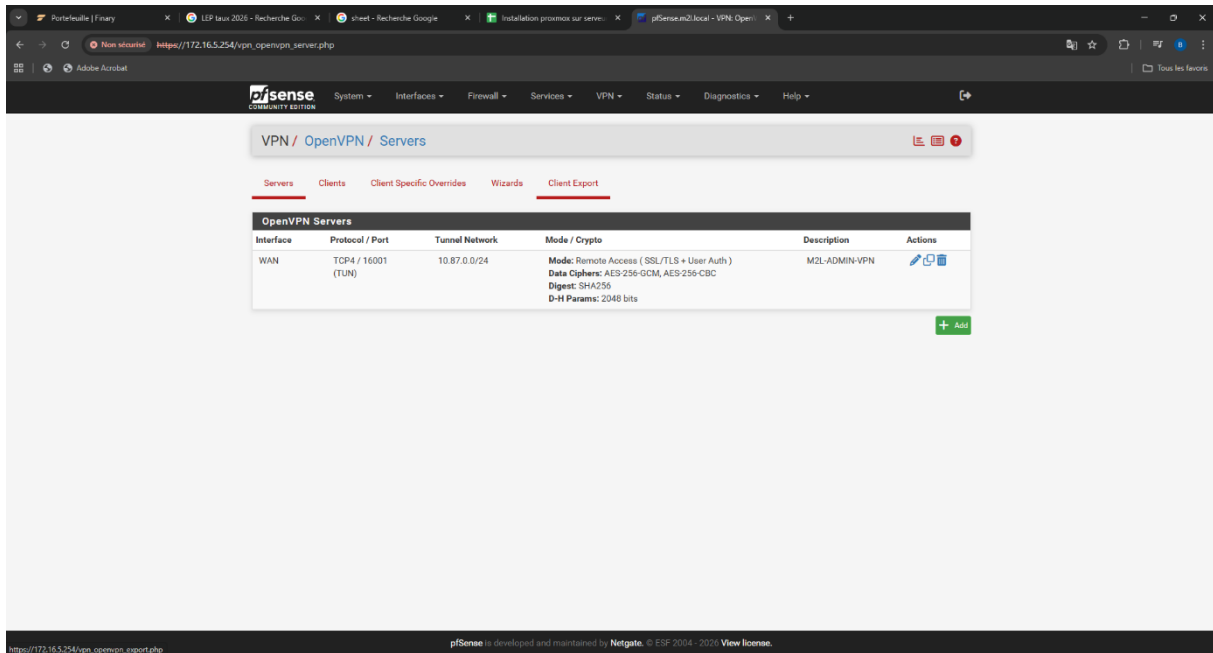 Portefeuille | Finary
LEP taux 2026 - Recherche Goo
sheet - Recherche Google
Installation proxmox sur serveu
pfSense.m2l.local - VPN: OpenV
Non sécurisé https://172.16.5.254/vpn_openvpn_server.php
B
Adobe Acrobat
Tous les favoris
pfsense COMMUNITY EDITION
System Interfaces Firewall Services VPN Status Diagnostics Help
VPN / OpenVPN / Servers
Servers Clients Client Specific Overrides Wizards Client Export
OpenVPN Servers
Interface Protocol / Port Tunnel Network Mode / Crypto Description Actions
WAN TCP4 / 16001 10.87.0.0/24 Mode: Remote Access ( SSL/TLS + User Auth ) M2L-ADMIN-VPN
(TUN) Data Ciphers: AES-256-GCM, AES-256-CBC
Digest: SHA256
D-H Params: 2048 bits
+ Add
pfSense is developed and maintained by Netgate. © ESF 2004 - 2026 View license.
https://172.16.5.254/vpn_openvpn_export.php